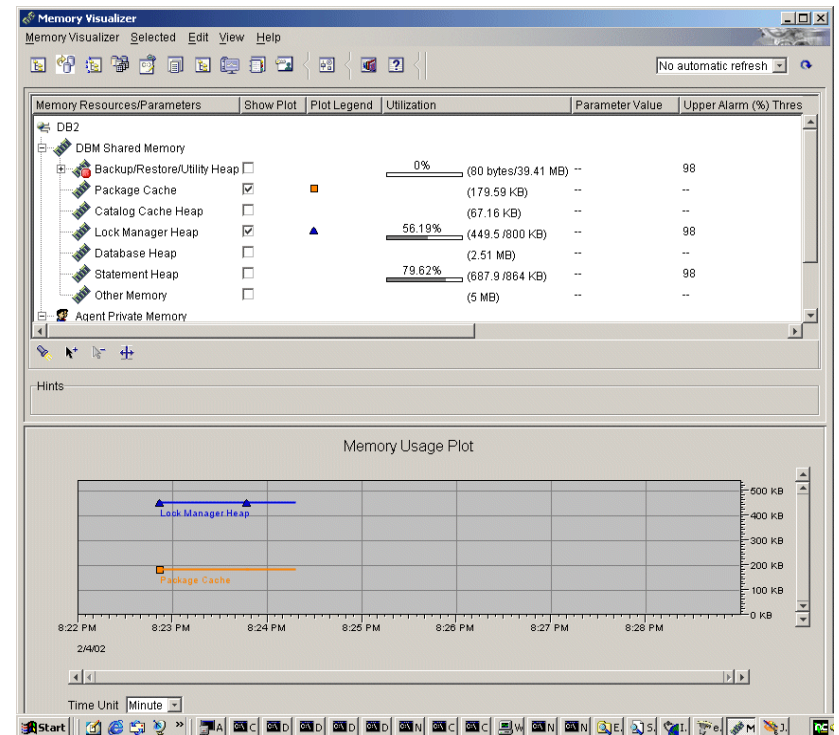 Memory Visualizer
Memory Visualizer Selected Edit View Help
No automatic refresh
Memory Resources/Parameters Show Plot Plot Legend Utilization Parameter Value Upper Alarm (%) Thres
DB2
DBM Shared Memory
Backup/Restore/Utility Heap 0% (80 bytes/39.41 MB) -- 98
Package Cache (179.59 KB) -- --
Catalog Cache Heap (67.16 KB) -- --
Lock Manager Heap 56.19% (449.5 /800 KB) -- 98
Database Heap (2.51 MB) -- --
Statement Heap 79.62% (687.9 /864 KB) -- 98
Other Memory (5 MB) -- --
Agent Private Memory
Hints
Memory Usage Plot
500 KB
Lock Manager Heap
400 KB
300 KB
200 KB
Package Cache
100 KB
0 KB
8:22 PM 8:23 PM 8:24 PM 8:25 PM 8:26 PM 8:27 PM 8:28 PM
2/4/02
Time Unit Minute
Start » A C D D D D N C C W N N E. S. I. e. M J.